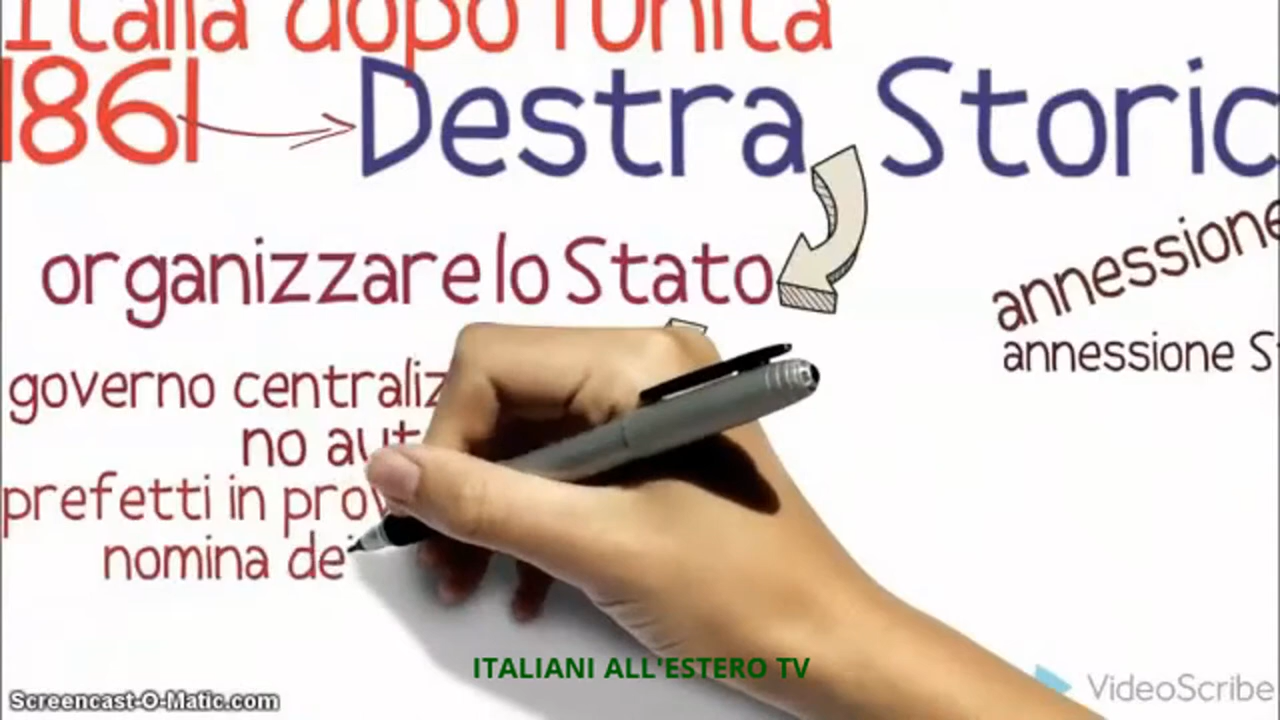 Italia dopo l'unità
1861 Destra Storic
organizzare lo Stato
annessione
annessione S
governo centraliz
no aut
prefetti in prov
nomina de
ITALIANI ALL'ESTERO TV
Screencast-O-Matic.com
VideoScribe